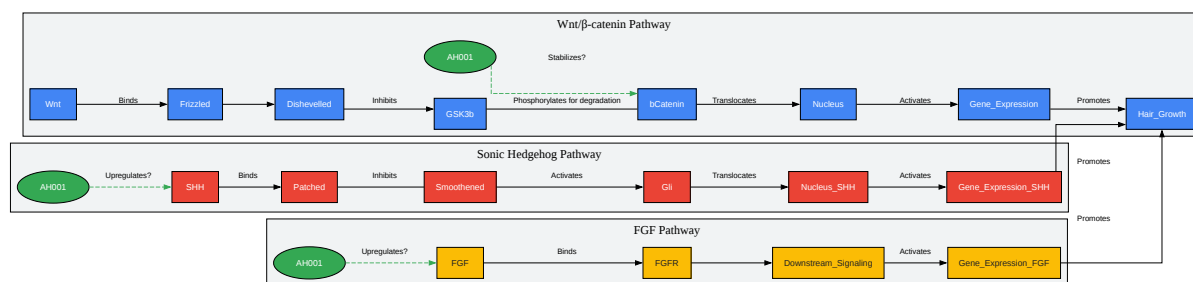 Wnt/β-catenin Pathway
AH001
Stabilizes?
Wnt
Binds
Frizzled
Dishevelled
Inhibits
GSK3b
Phosphorylates for degradation
bCatenin
Translocates
Nucleus
Activates
Gene_Expression
Promotes
Hair_Growth
Sonic Hedgehog Pathway
AH001
Upregulates?
SHH
Binds
Patched
Inhibits
Smoothened
Activates
Gli
Translocates
Nucleus_SHH
Activates
Gene_Expression_SHH
Promotes
FGF Pathway
AH001
Upregulates?
FGF
Binds
FGFR
Downstream_Signaling
Activates
Gene_Expression_FGF
Promotes